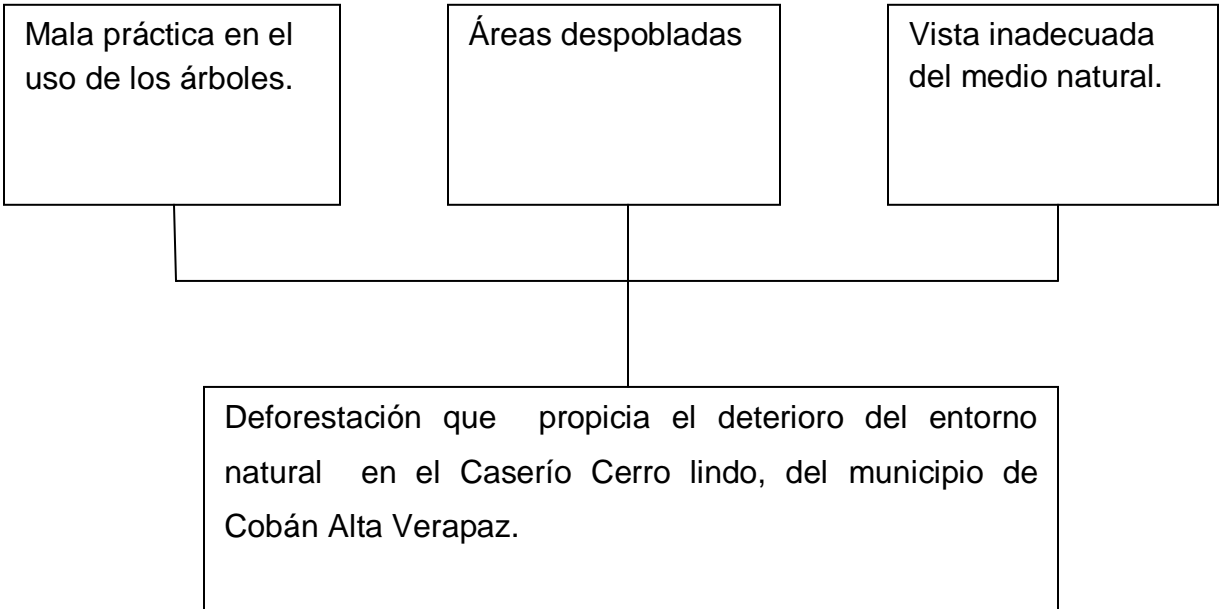 Mala práctica en el
uso de los árboles.
Áreas despobladas
Vista inadecuada
del medio natural.
Deforestación que propicia el deterioro del entorno
natural en el Caserío Cerro lindo, del municipio de
Cobán Alta Verapaz.